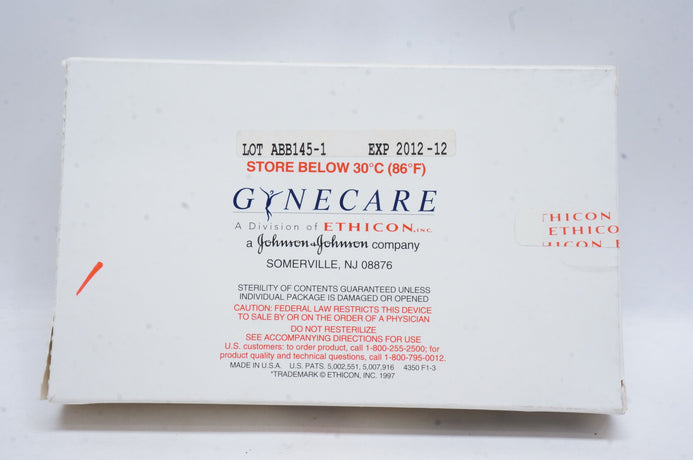 LOT ABB145-1 EXP 2012-12
STORE BELOW 30°C (86°F)
GYNECARE
A Division of ETHICON, INC.
a Johnson & Johnson company
SOMERVILLE, NJ 08876
THICON
ETHICO
HICON E
STERILITY OF CONTENTS GUARANTEED UNLESS
INDIVIDUAL PACKAGE IS DAMAGED OR OPENED
CAUTION: FEDERAL LAW RESTRICTS THIS DEVICE
TO SALE BY OR ON THE ORDER OF A PHYSICIAN
DO NOT RESTERILIZE
SEE ACCOMPANYING DIRECTIONS FOR USE
U.S. customers: to order product, call 1-800-255-2500; for
product quality and technical questions, call 1-800-795-0012.
MADE IN U.S.A. U.S. PATS. 5,002,551, 5,007,916 4350 F1-3
*TRADEMARK © ETHICON, INC. 1997